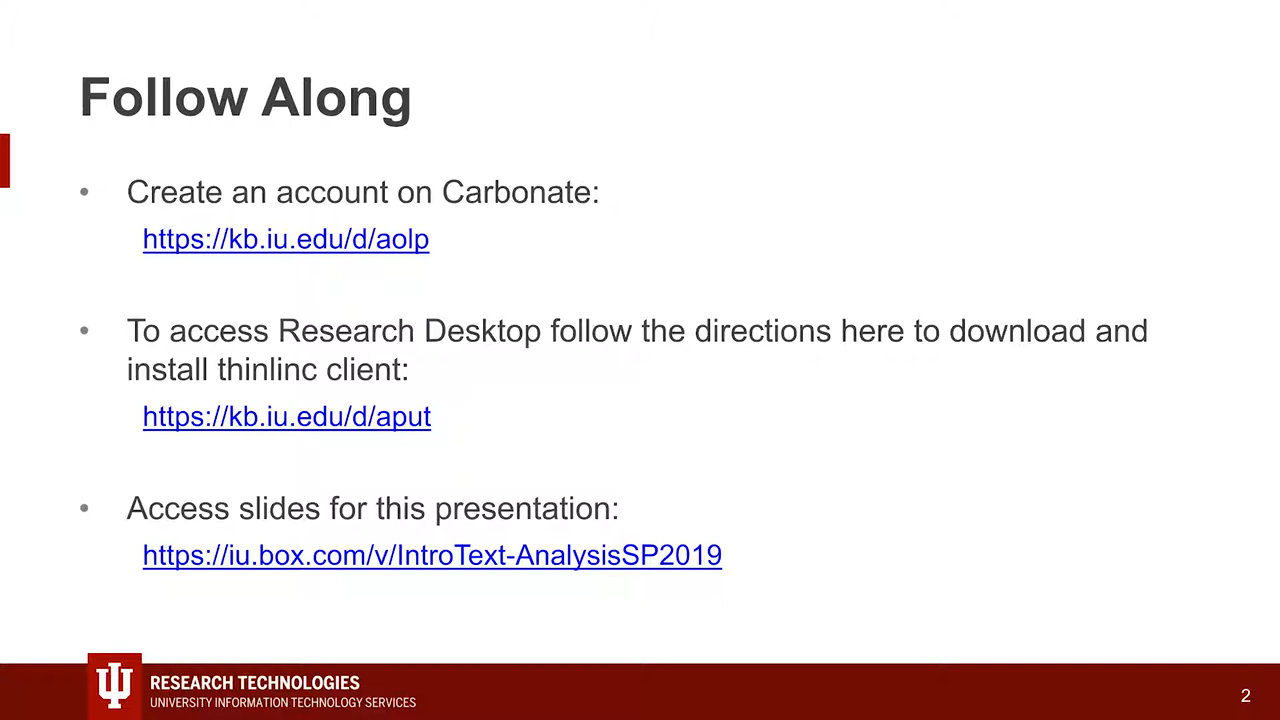 Follow Along
• Create an account on Carbonate:
https://kb.iu.edu/d/aolp
• To access Research Desktop follow the directions here to download and
install thinlinc client:
https://kb.iu.edu/d/aput
• Access slides for this presentation:
https://iu.box.com/v/IntroText-AnalysisSP2019
RESEARCH TECHNOLOGIES
UNIVERSITY INFORMATION TECHNOLOGY SERVICES
2